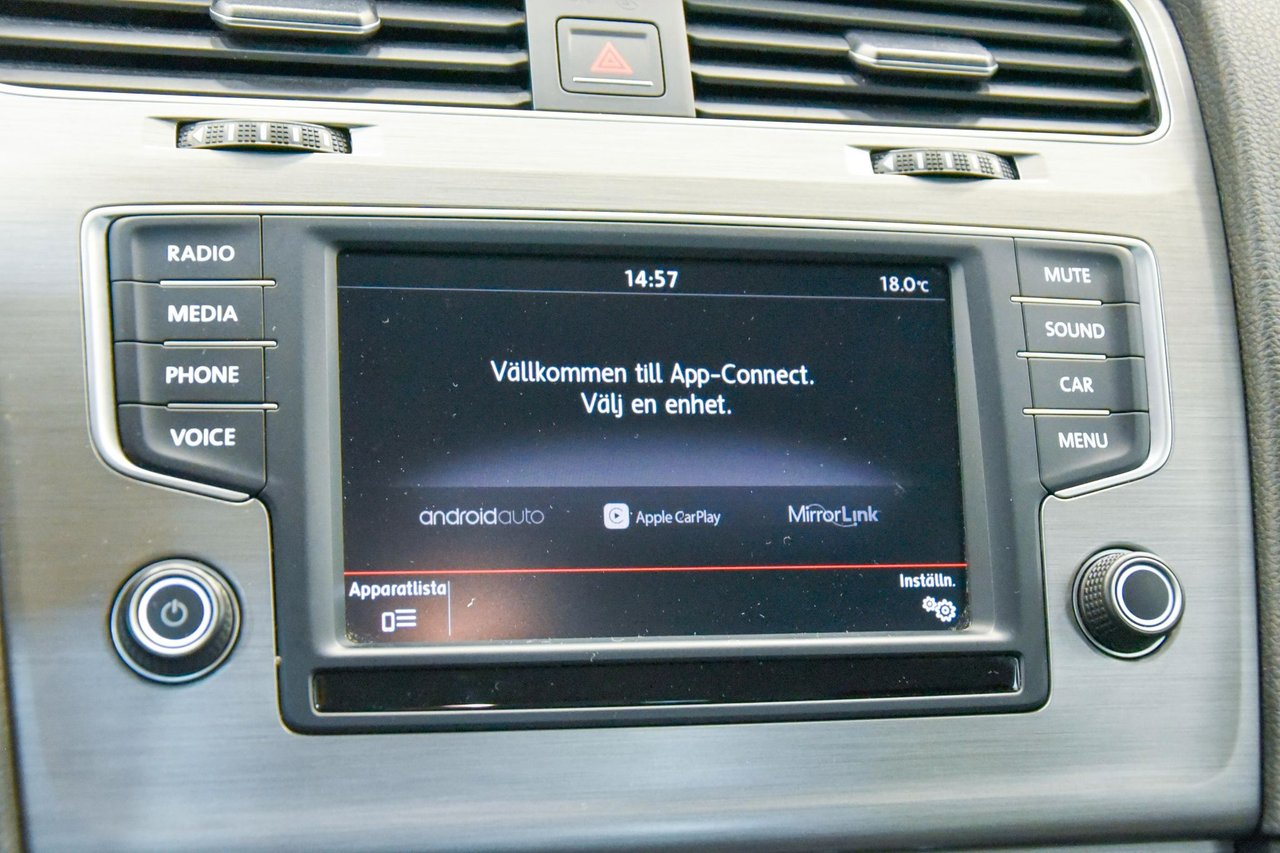 RADIO
MEDIA
PHONE
VOICE
14:57
18.0°C
Vällkommen till App-Connect.
Välj en enhet.
androidauto
Apple CarPlay
MirrorLink
Apparatlista
Inställn.
MUTE
SOUND
CAR
MENU